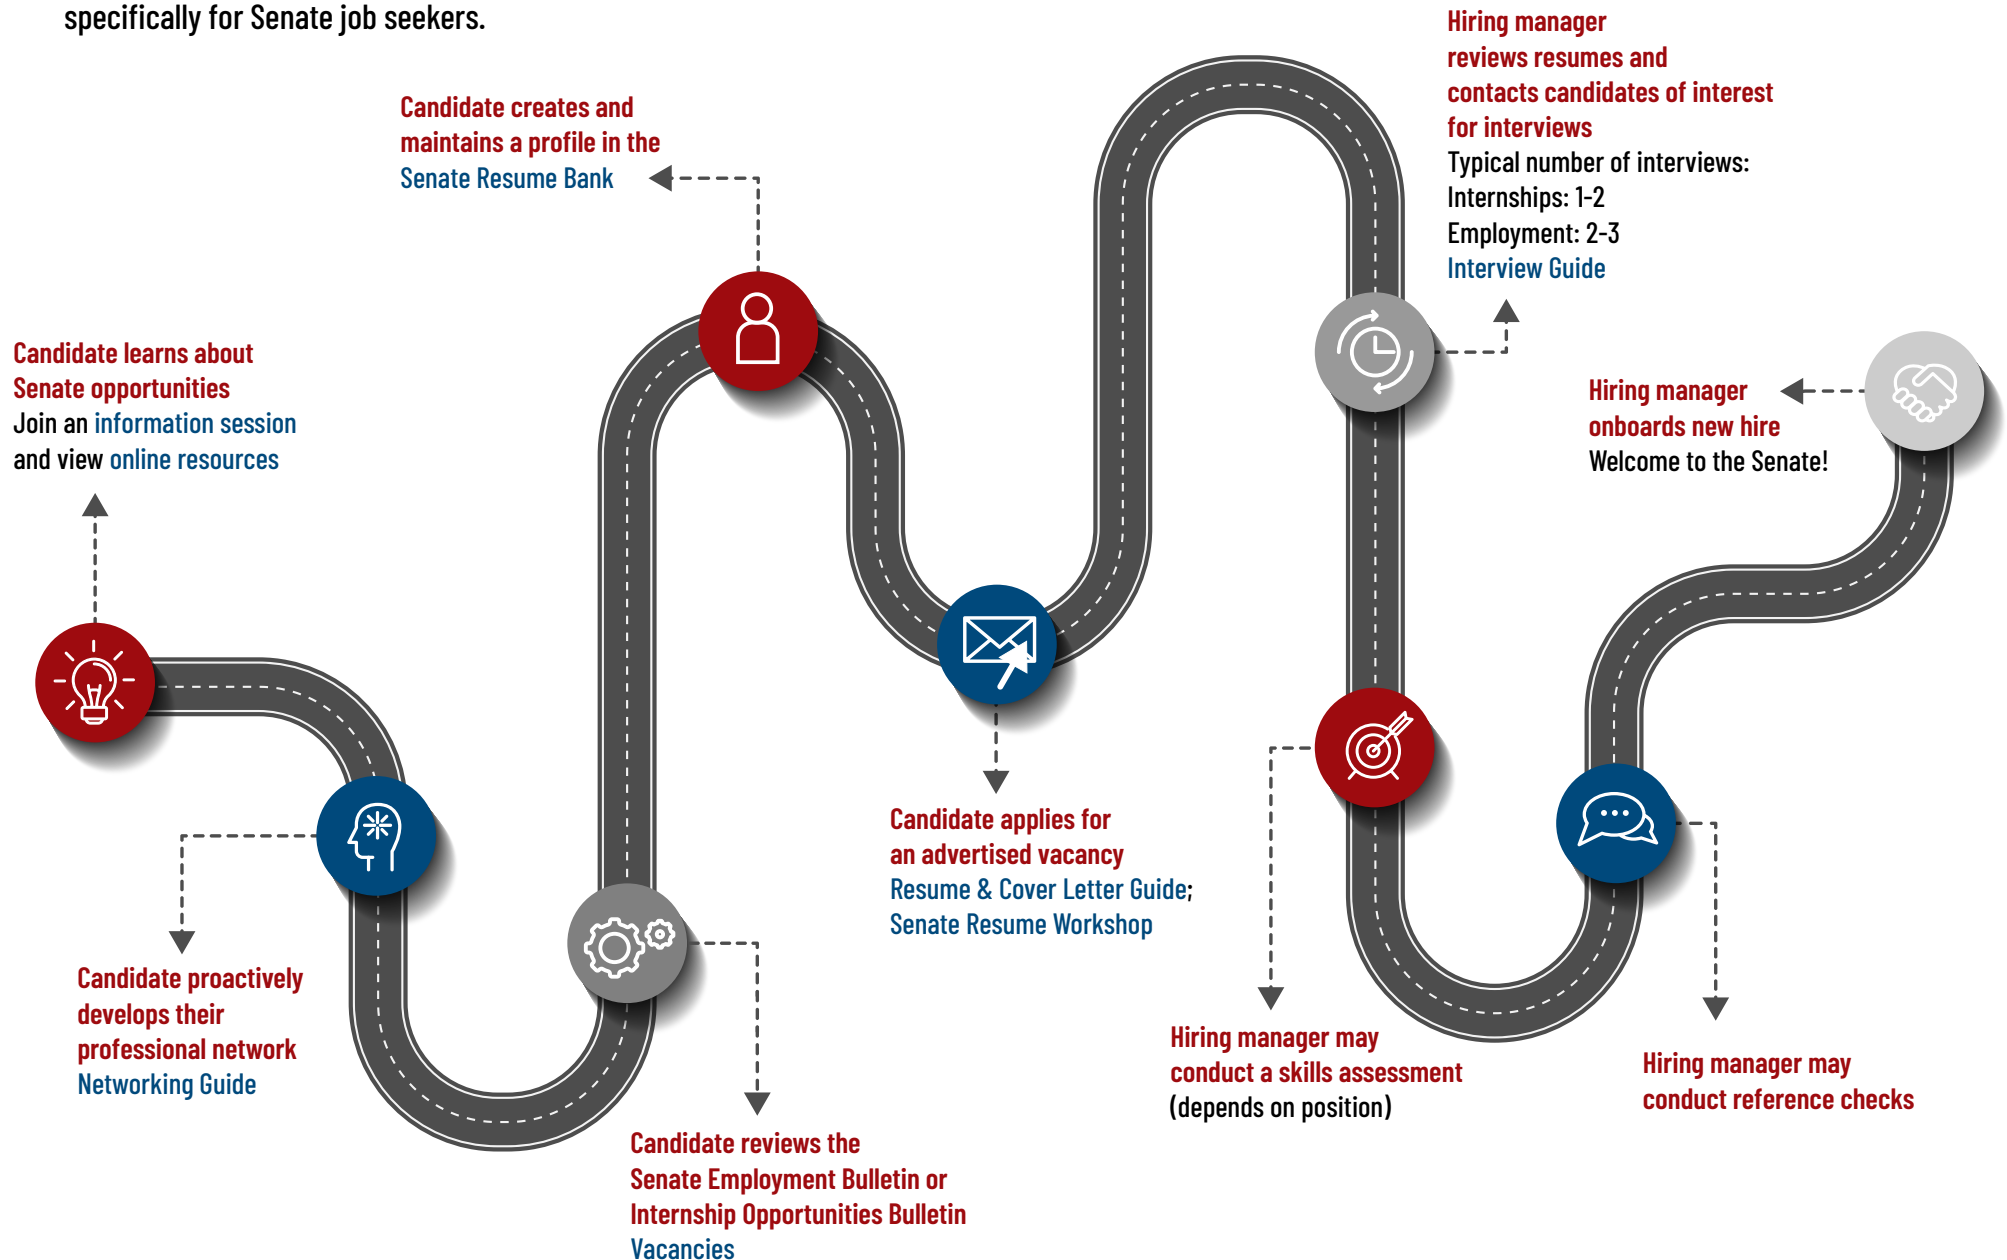 specifically for Senate job seekers.
Candidate learns about
Senate opportunities
Join an information session
and view online resources
Candidate proactively
develops their
professional network
Networking Guide
Candidate reviews the
Senate Employment Bulletin or
Internship Opportunities Bulletin
Vacancies
Candidate creates and
maintains a profile in the
Senate Resume Bank
Candidate applies for
an advertised vacancy
Resume & Cover Letter Guide;
Senate Resume Workshop
Hiring manager
reviews resumes and
contacts candidates of interest
for interviews
Typical number of interviews:
Internships: 1-2
Employment: 2-3
Interview Guide
Hiring manager may
conduct a skills assessment
(depends on position)
Hiring manager may
conduct reference checks
Hiring manager
onboards new hire
Welcome to the Senate!